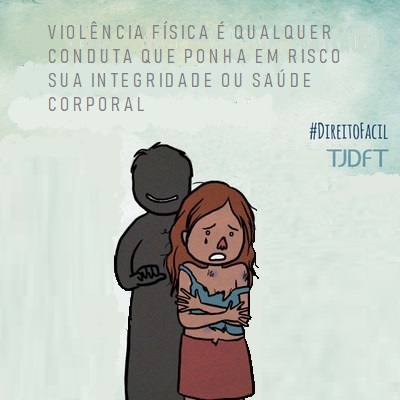 VIOLÊNCIA FÍSICA É QUALQUER
CONDUTA QUE PONHA EM RISCO
SUA INTEGRIDADE OU SAÚDE
CORPORAL
#DIREITOFACIL
TJDFT